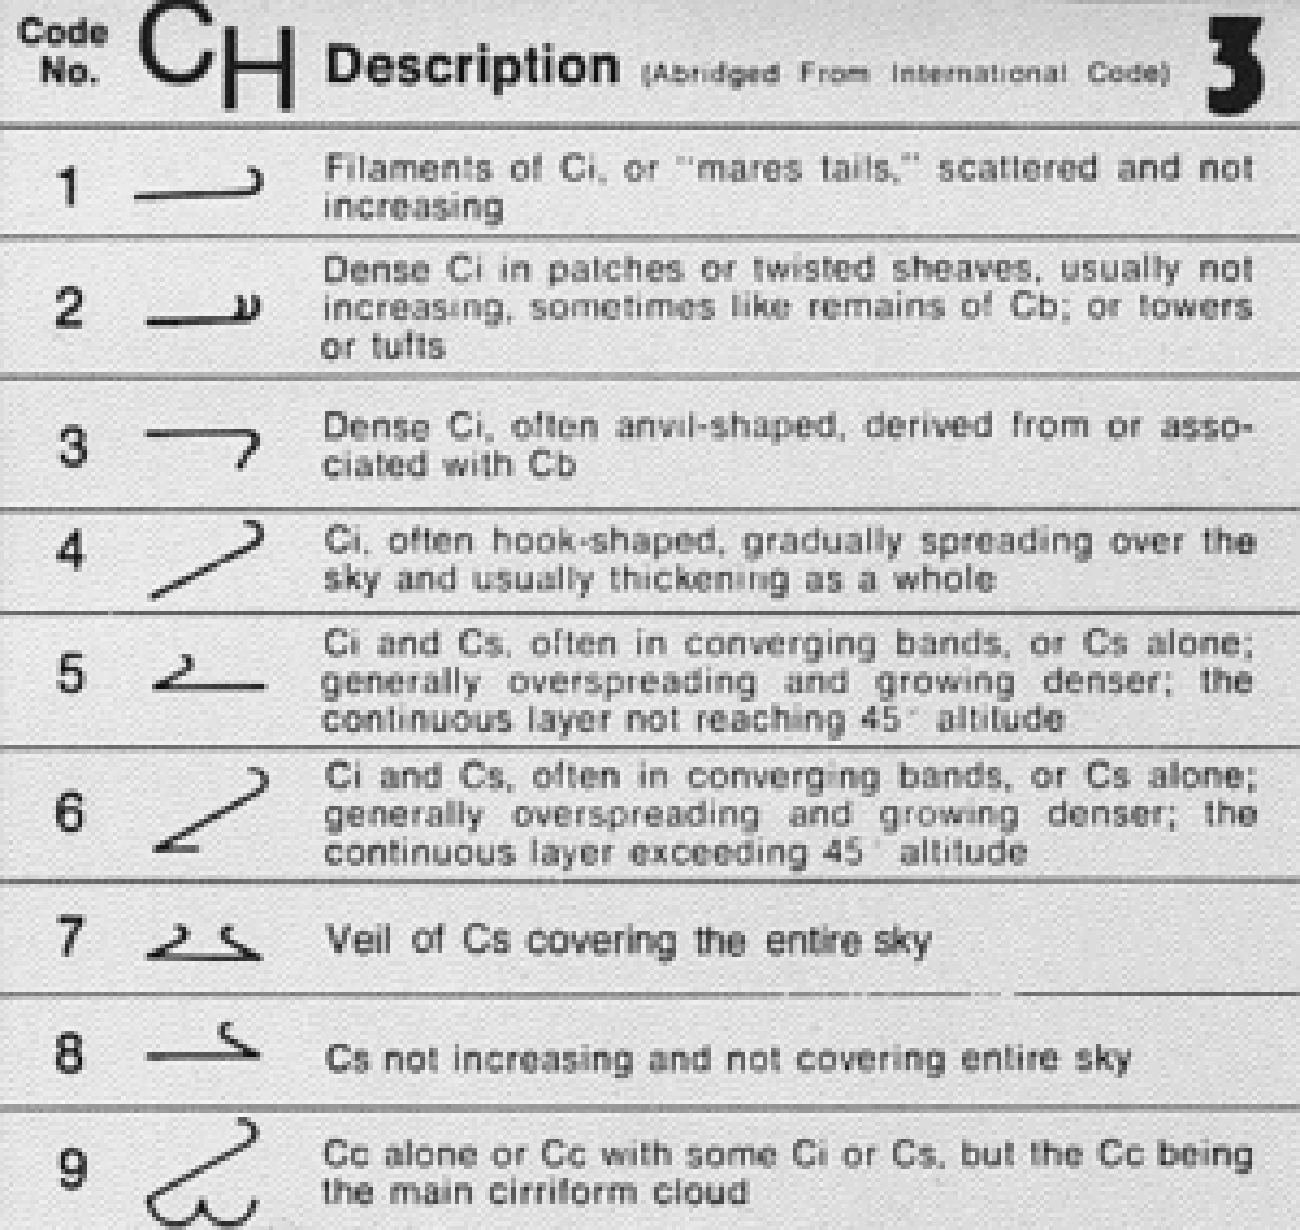 Code No. CH Description (Abridged From International Code) 3
1 Filaments of Ci, or "mares tails," scattered and not
increasing
2 Dense Ci in patches or twisted sheaves, usually not
increasing, sometimes like remains of Cb; or towers
or tufts
3 Dense Ci, often anvil-shaped, derived from or asso-
ciated with Cb
4 Ci, often hook-shaped, gradually spreading over the
sky and usually thickening as a whole
5 Ci and Cs, often in converging bands, or Cs alone;
generally overspreading and growing denser; the
continuous layer not reaching 45° altitude
6 Ci and Cs, often in converging bands, or Cs alone;
generally overspreading and growing denser; the
continuous layer exceeding 45° altitude
7 Veil of Cs covering the entire sky
8 Cs not increasing and not covering entire sky
9 Cc alone or Cc with some Ci or Cs, but the Cc being
the main cirriform cloud